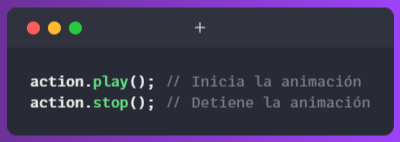 action.play(); // Inicia la animación
action.stop(); // Detiene la animación